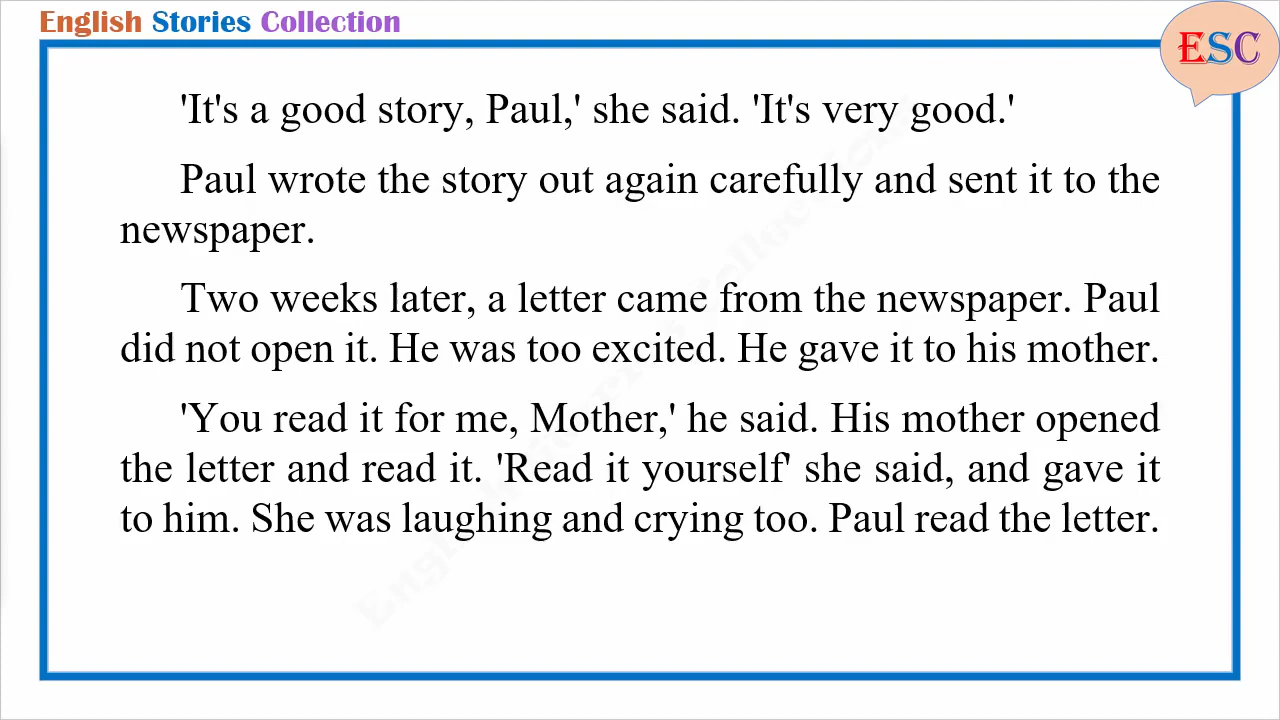 English Stories Collection
ESC
'It's a good story, Paul,' she said. 'It's very good.'
Paul wrote the story out again carefully and sent it to the
newspaper.
Two weeks later, a letter came from the newspaper. Paul
did not open it. He was too excited. He gave it to his mother.
'You read it for me, Mother,' he said. His mother opened
the letter and read it. 'Read it yourself' she said, and gave it
to him. She was laughing and crying too. Paul read the letter.
English Stories Collection